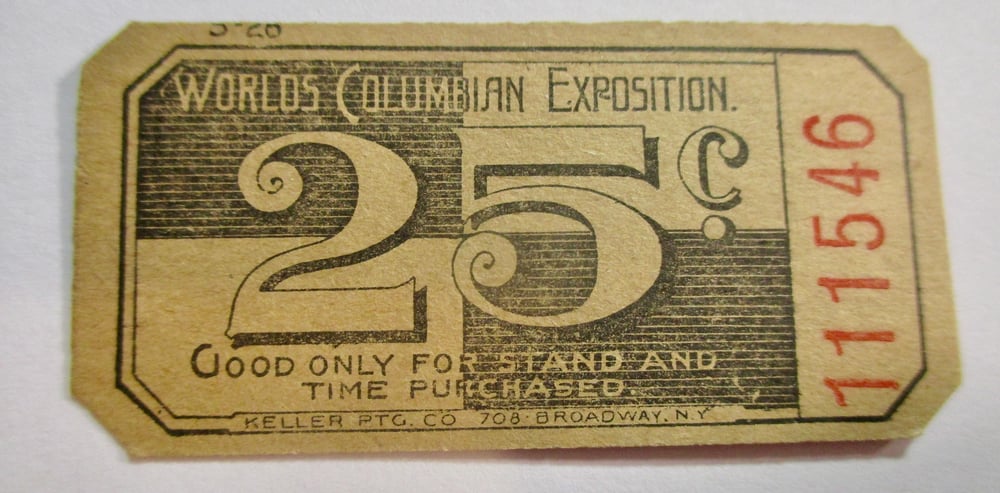 WORLDS COLUMBIAN EXPOSITION.
25¢
GOOD ONLY FOR STAND AND
TIME PURCHASED.
KELLER PTG. CO 708 BROADWAY. N.Y
111546